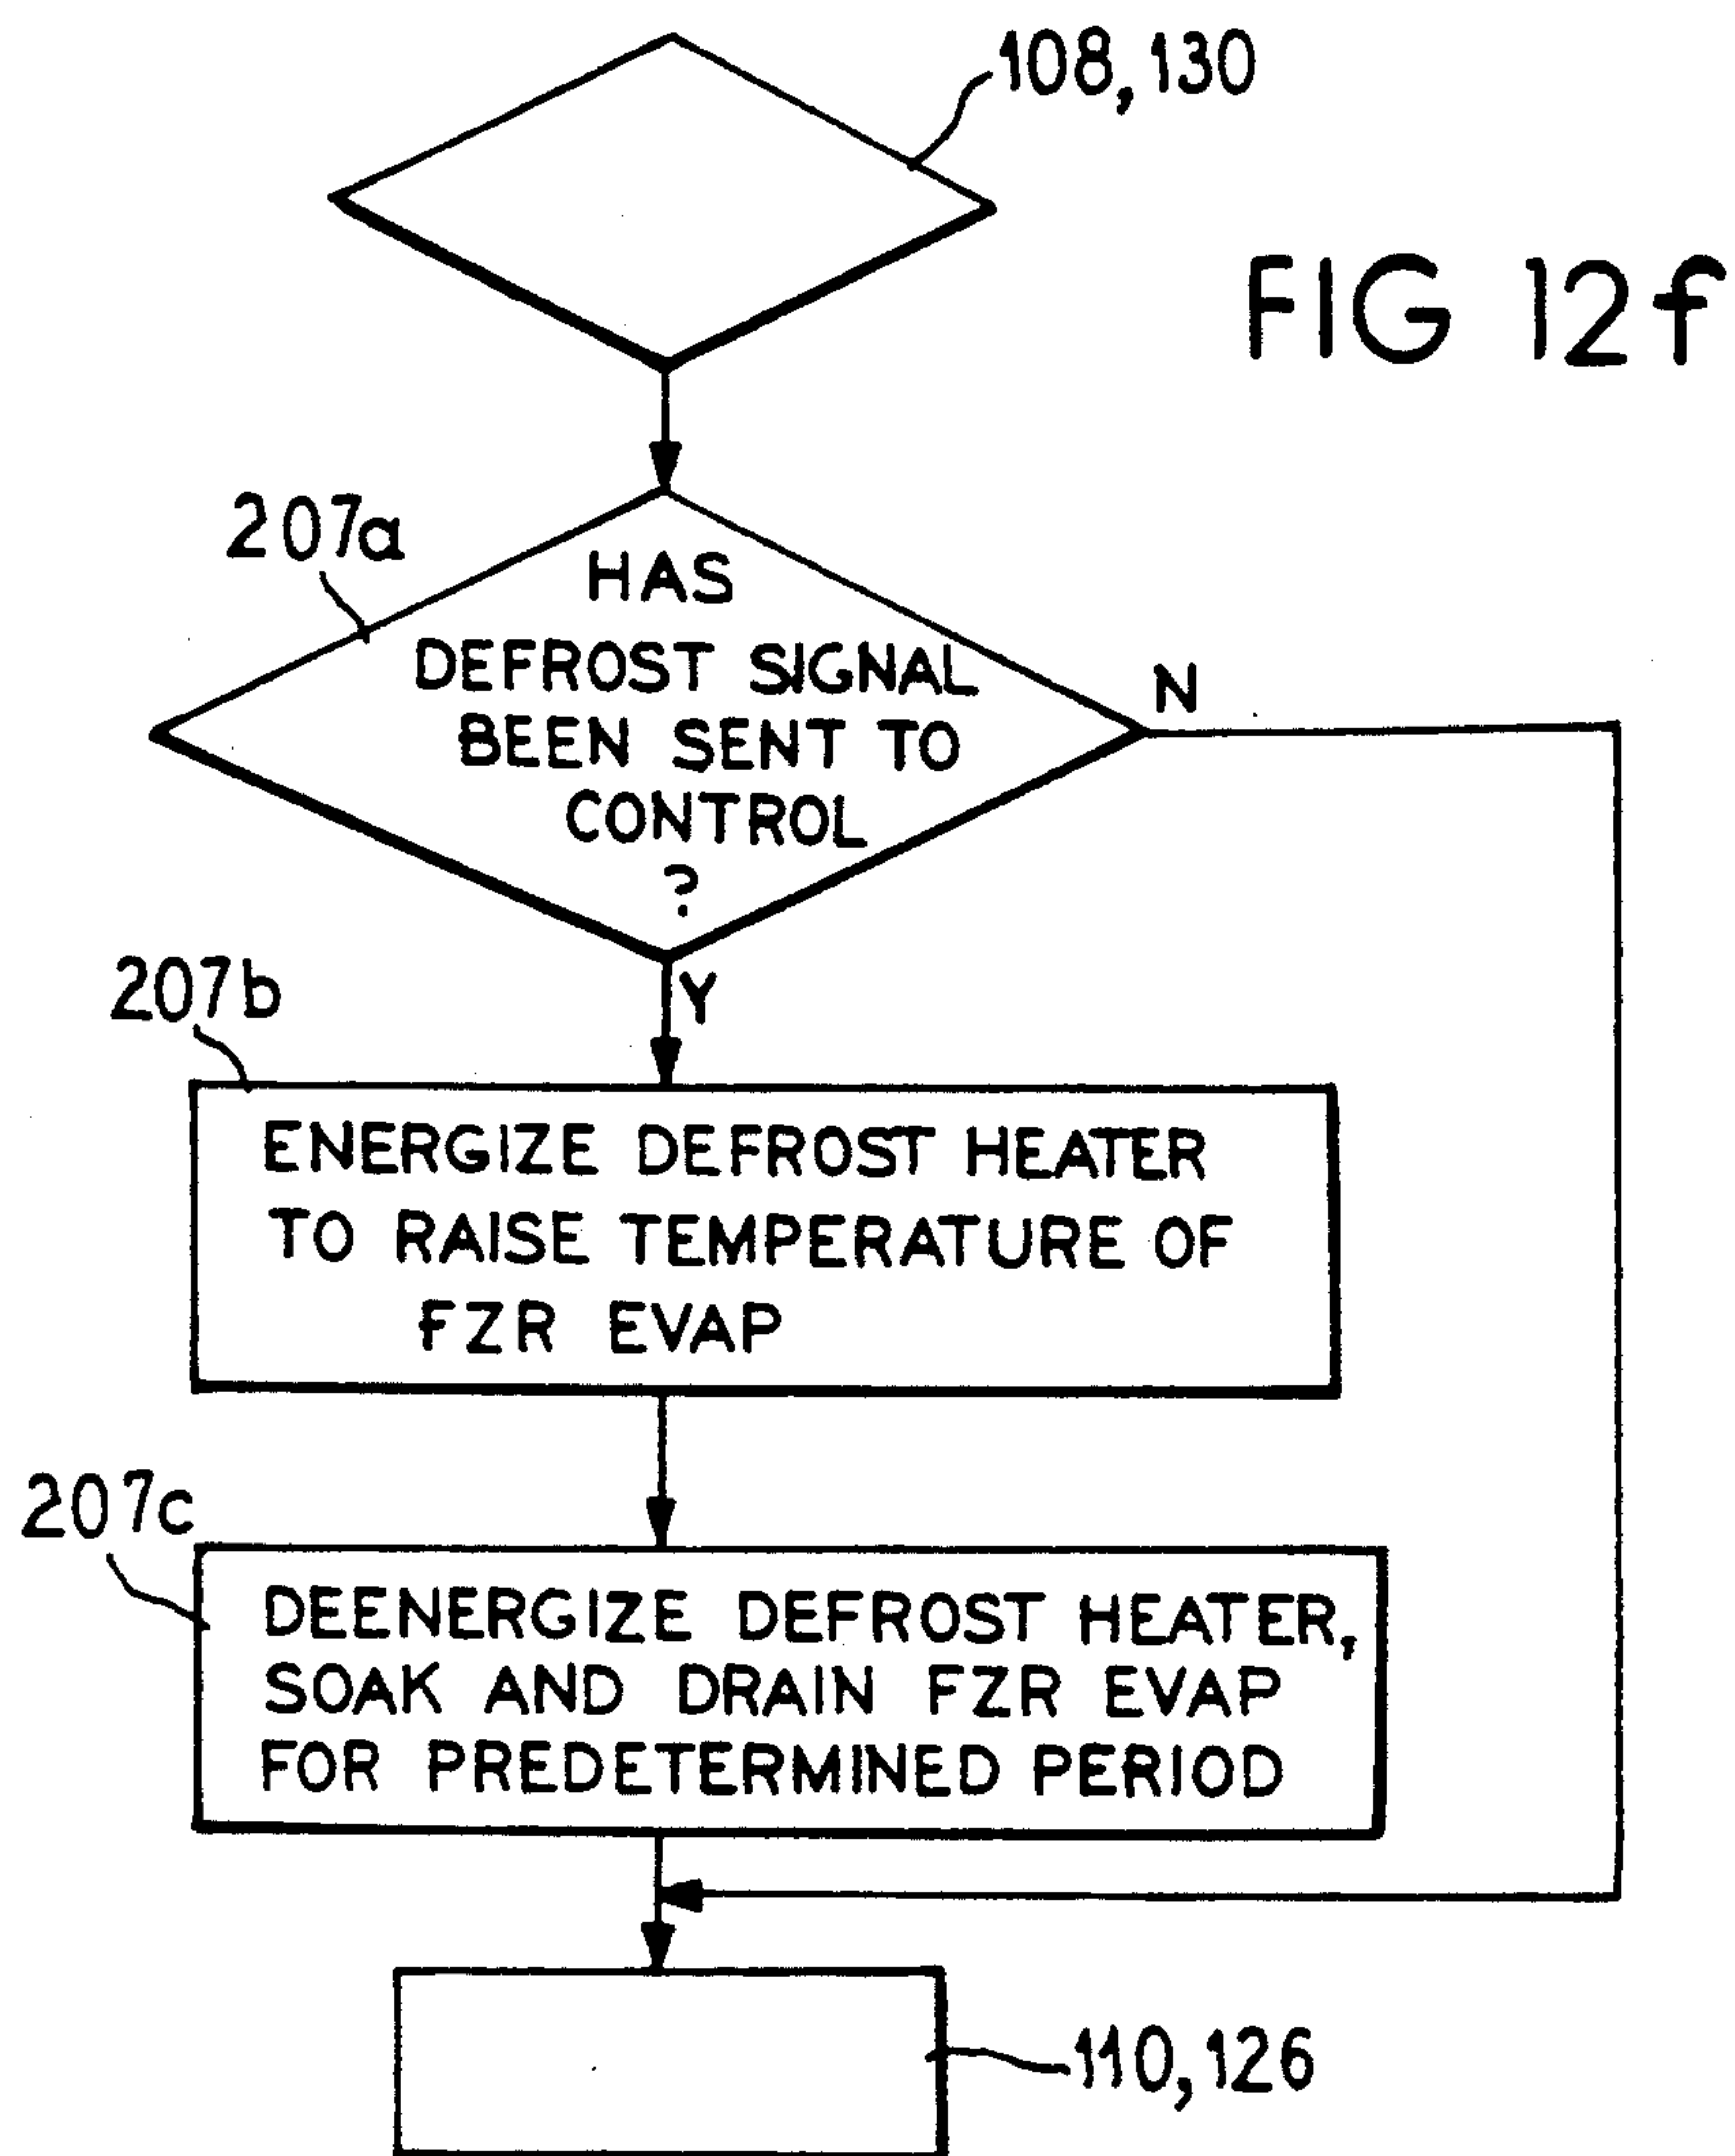 108,130
FIG 12f
207a
HAS
DEFROST SIGNAL
BEEN SENT TO
CONTROL
?
N
Y
207b
ENERGIZE DEFROST HEATER
TO RAISE TEMPERATURE OF
FZR EVAP
207c
DEENERGIZE DEFROST HEATER,
SOAK AND DRAIN FZR EVAP
FOR PREDETERMINED PERIOD
110,126